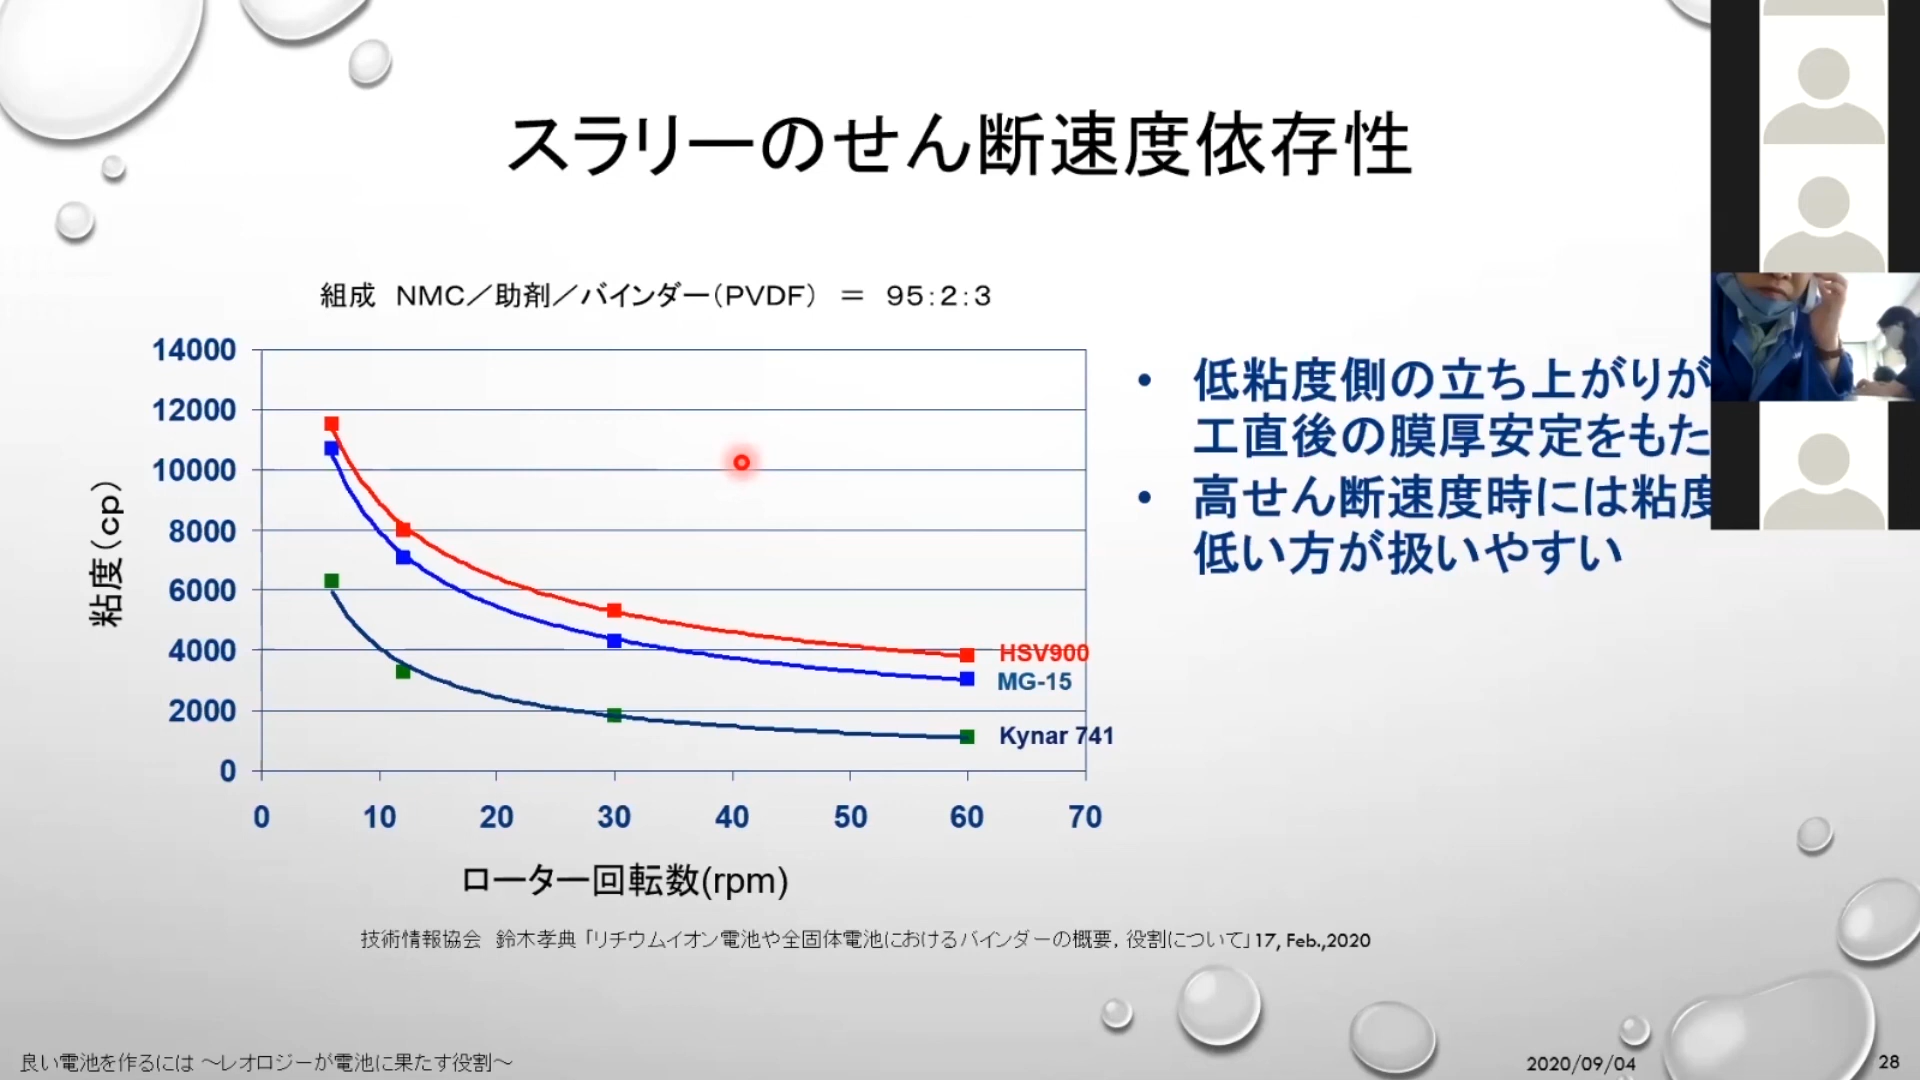 スラリーのせん断速度依存性
組成　NMC／助剤／バインダー（PVDF）　＝　95：2：3
14000
12000
10000
8000
6000
4000
2000
0
粘度（cp）
0 10 20 30 40 50 60 70
ローター回転数(rpm)
HSV900
MG-15
Kynar 741
• 低粘度側の立ち上がりが
工直後の膜厚安定をもた
• 高せん断速度時には粘度
低い方が扱いやすい
技術情報協会　鈴木孝典 「リチウムイオン電池や全固体電池におけるバインダーの概要，役割について」 17, Feb.,2020
良い電池を作るには ～レオロジーが電池に果たす役割～
2020/09/04
28